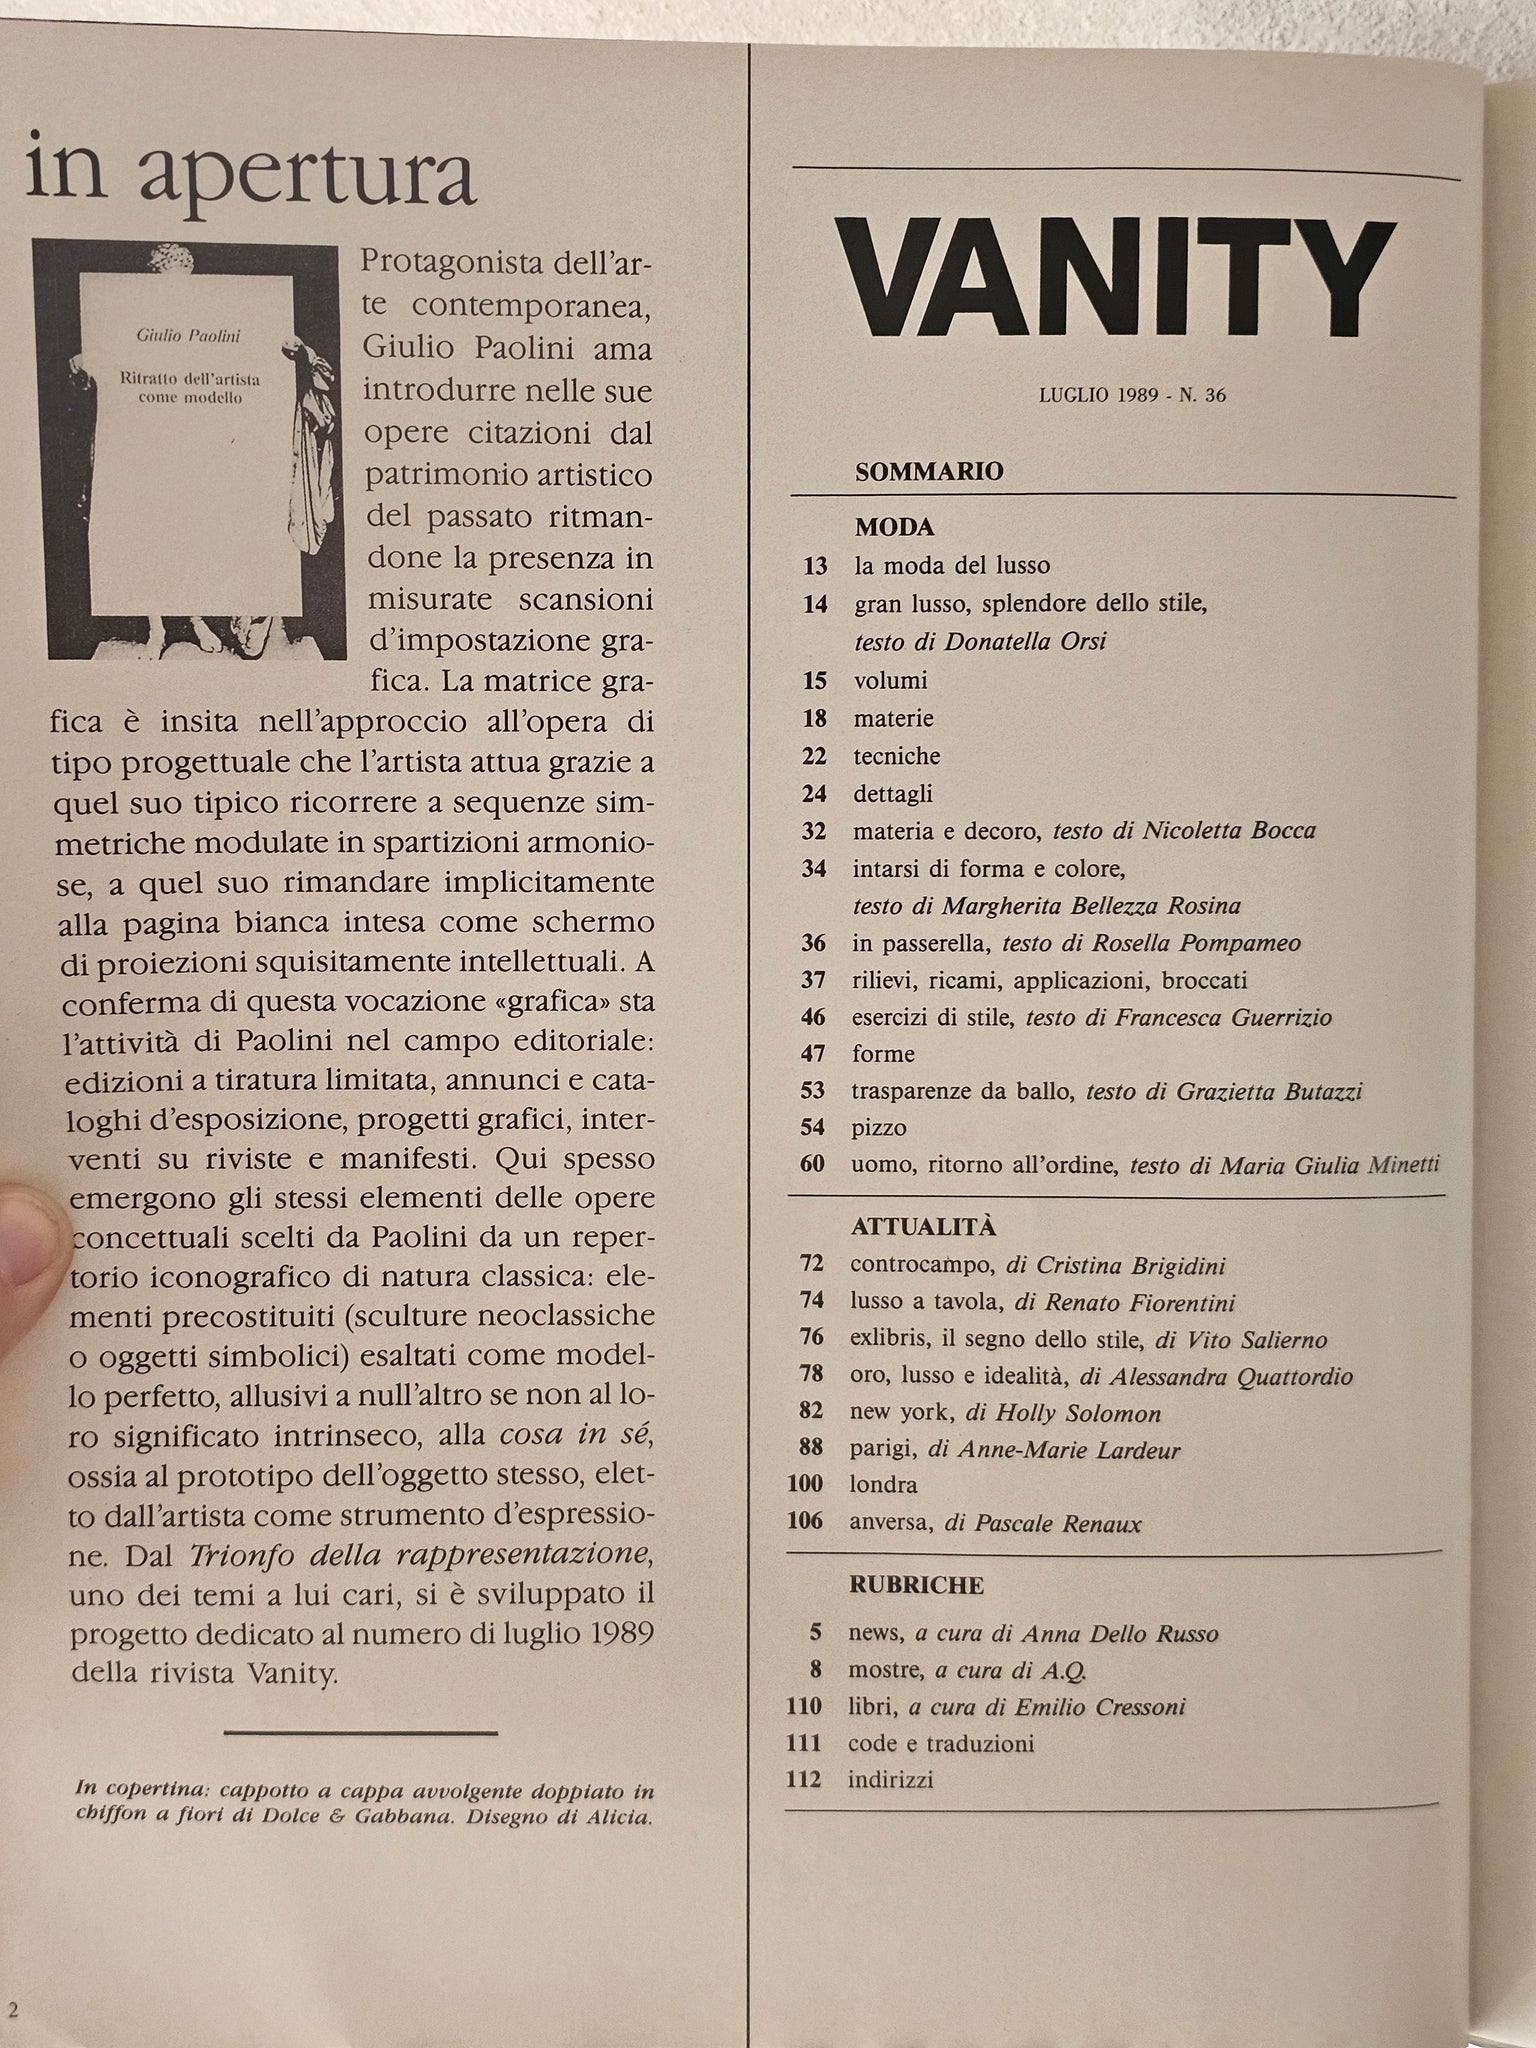 in apertura
Giulio Paolini
Ritratto dell'artista
come modello
Protagonista dell'ar-
te contemporanea,
Giulio Paolini ama
introdurre nelle sue
opere citazioni dal
patrimonio artistico
del passato ritman-
done la presenza in
misurate scansioni
d'impostazione gra-
fica. La matrice gra-
fica è insita nell'approccio all'opera di
tipo progettuale che l'artista attua grazie a
quel suo tipico ricorrere a sequenze sim-
metriche modulate in spartizioni armonio-
se, a quel suo rimandare implicitamente
alla pagina bianca intesa come schermo
di proiezioni squisitamente intellettuali. A
conferma di questa vocazione «grafica» sta
l'attività di Paolini nel campo editoriale:
edizioni a tiratura limitata, annunci e cata-
loghi d'esposizione, progetti grafici, inter-
venti su riviste e manifesti. Qui spesso
emergono gli stessi elementi delle opere
concettuali scelti da Paolini da un reper-
torio iconografico di natura classica: ele-
menti precostituiti (sculture neoclassiche
o oggetti simbolici) esaltati come model-
lo perfetto, allusivi a null'altro se non al lo-
ro significato intrinseco, alla cosa in sé,
ossia al prototipo dell'oggetto stesso, elet-
to dall'artista come strumento d'espressio-
ne. Dal Trionfo della rappresentazione,
uno dei temi a lui cari, si è sviluppato il
progetto dedicato al numero di luglio 1989
della rivista Vanity.
In copertina: cappotto a cappa avvolgente doppiato in
chiffon a fiori di Dolce & Gabbana. Disegno di Alicia.
2
VANITY
LUGLIO 1989 - N. 36
SOMMARIO
MODA
13 la moda del lusso
14 gran lusso, splendore dello stile,
testo di Donatella Orsi
15 volumi
18 materie
22 tecniche
24 dettagli
32 materia e decoro, testo di Nicoletta Bocca
34 intarsi di forma e colore,
testo di Margherita Bellezza Rosina
36 in passerella, testo di Rosella Pompameo
37 rilievi, ricami, applicazioni, broccati
46 esercizi di stile, testo di Francesca Guerrizio
47 forme
53 trasparenze da ballo, testo di Grazietta Butazzi
54 pizzo
60 uomo, ritorno all'ordine, testo di Maria Giulia Minetti
ATTUALITÀ
72 controcampo, di Cristina Brigidini
74 lusso a tavola, di Renato Fiorentini
76 exlibris, il segno dello stile, di Vito Salierno
78 oro, lusso e idealità, di Alessandra Quattordio
82 new york, di Holly Solomon
88 parigi, di Anne-Marie Lardeur
100 londra
106 anversa, di Pascale Renaux
RUBRICHE
5 news, a cura di Anna Dello Russo
8 mostre, a cura di A.Q.
110 libri, a cura di Emilio Cressoni
111 code e traduzioni
112 indirizzi